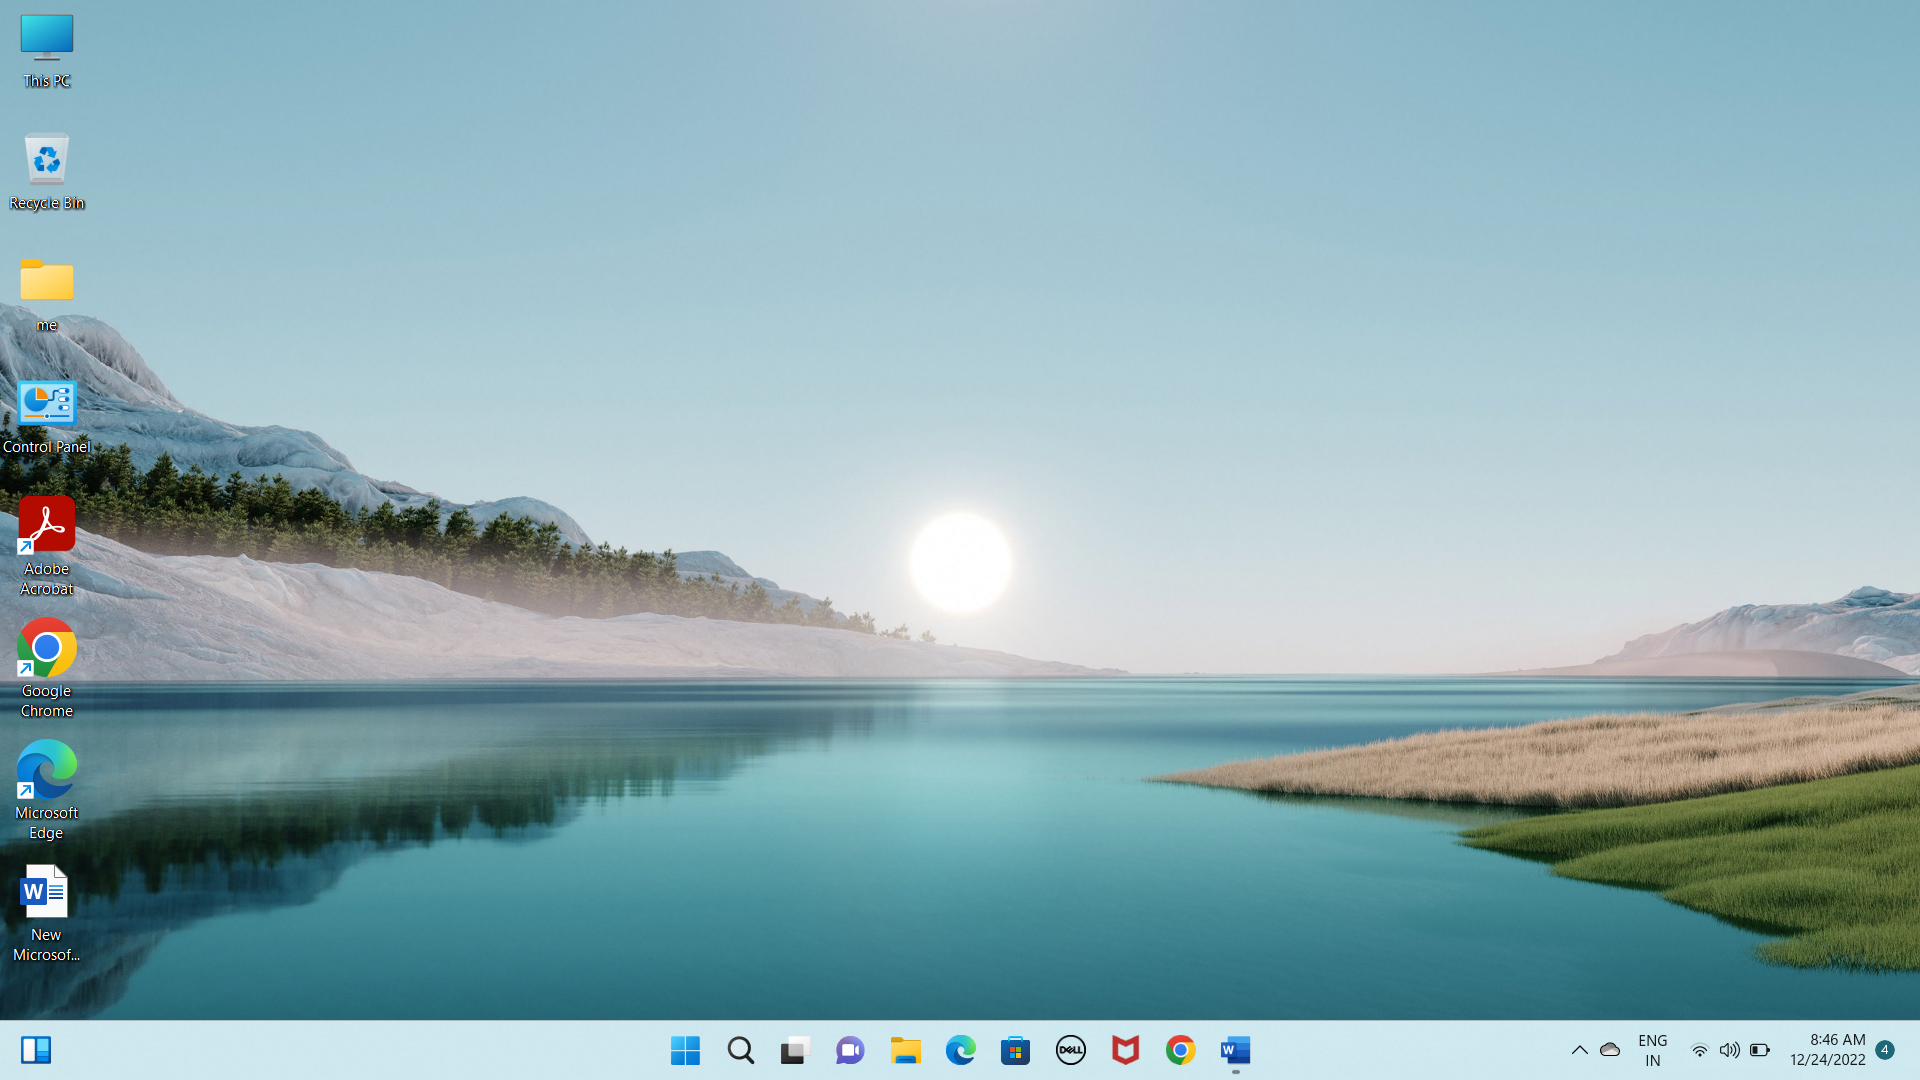 This PC
Recycle Bin
me
Control Panel
Adobe
Acrobat
Google
Chrome
Microsoft
Edge
W
New
Microsof...
DELL
W
ENG
IN
8:46 AM
12/24/2022
4